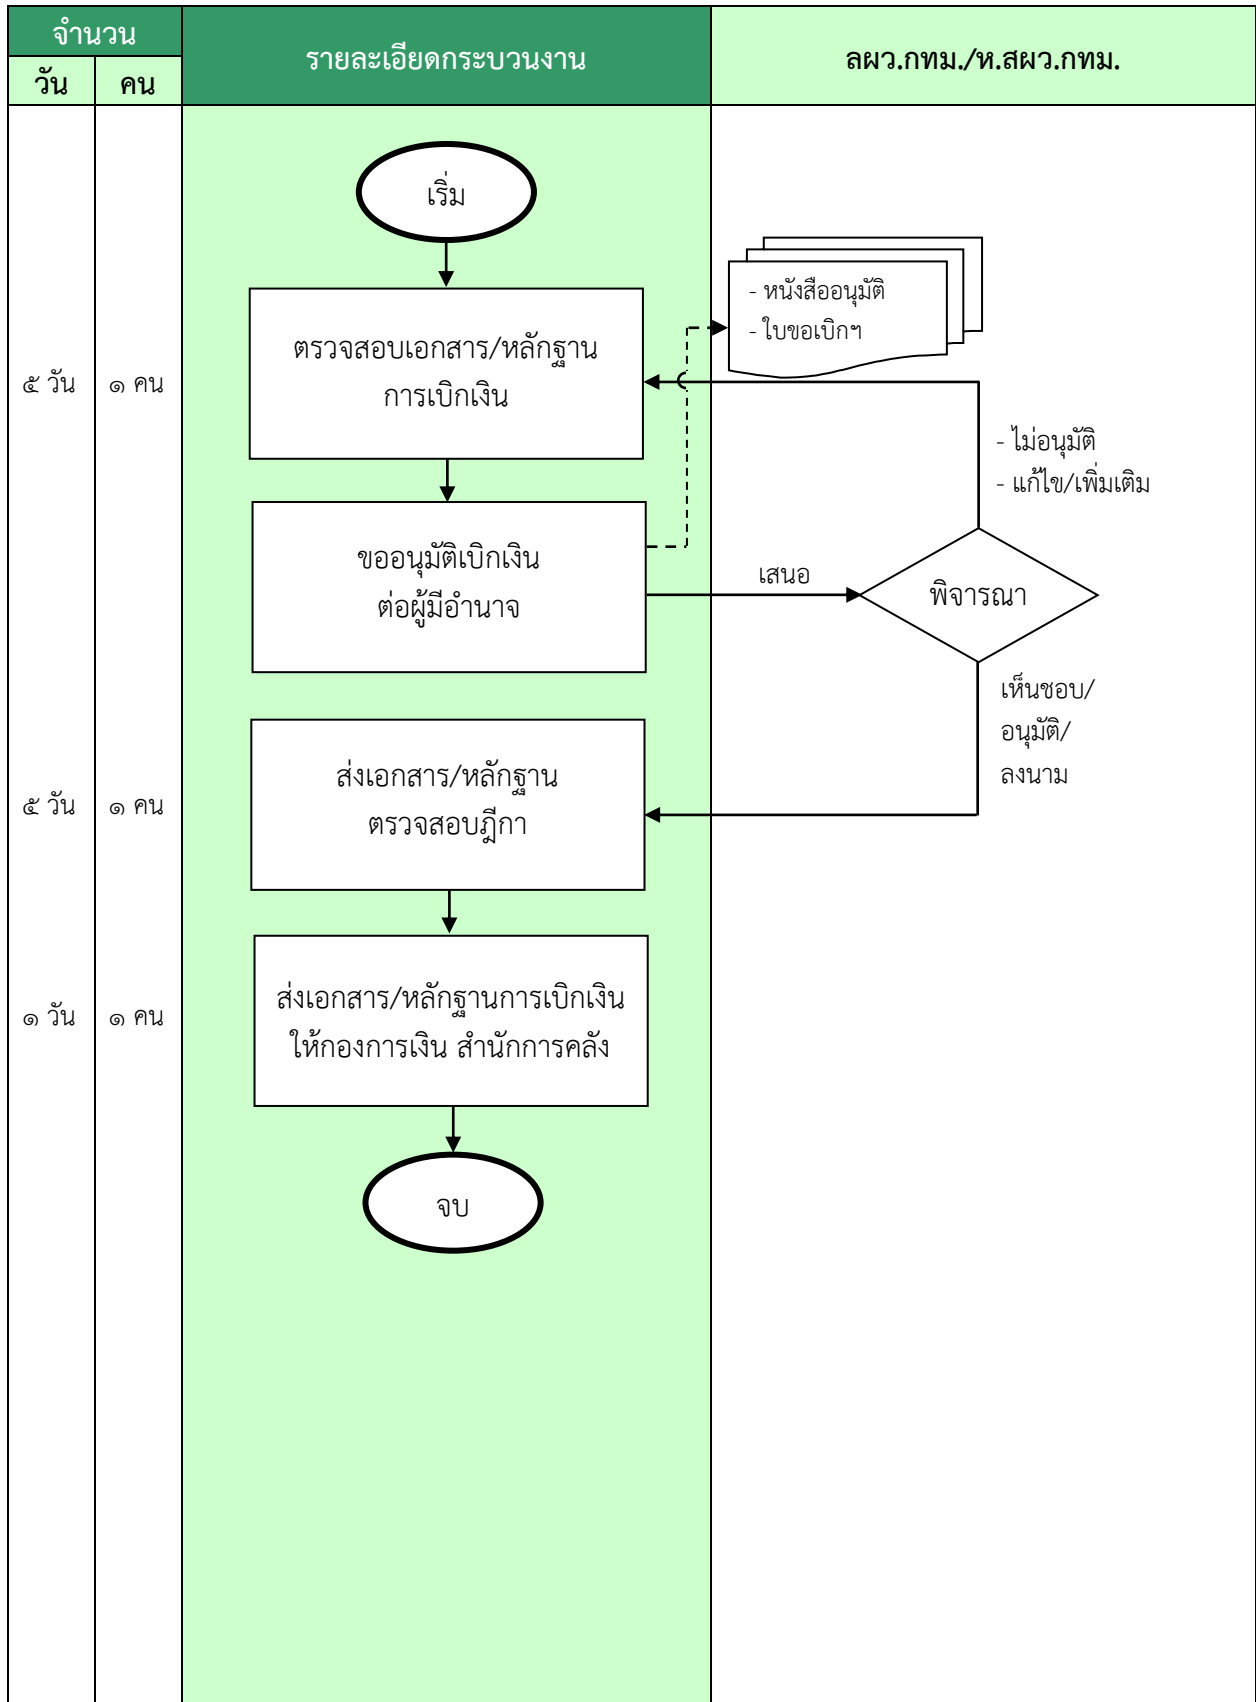 จำนวน
วัน
คน
รายละเอียดกระบวนงาน
ลผว.กทม./ห.สผว.กทม.
เริ่ม
- หนังสืออนุมัติ
- ใบขอเบิกฯ
ตรวจสอบเอกสาร/หลักฐาน
การเบิกเงิน
๕ วัน
๑ คน
- ไม่อนุมัติ
- แก้ไข/เพิ่มเติม
ขออนุมัติเบิกเงิน
ต่อผู้มีอำนาจ
เสนอ
พิจารณา
เห็นชอบ/
อนุมัติ/
ลงนาม
ส่งเอกสาร/หลักฐาน
ตรวจสอบฎีกา
๕ วัน
๑ คน
ส่งเอกสาร/หลักฐานการเบิกเงิน
ให้กองการเงิน สำนักการคลัง
๑ วัน
๑ คน
จบ